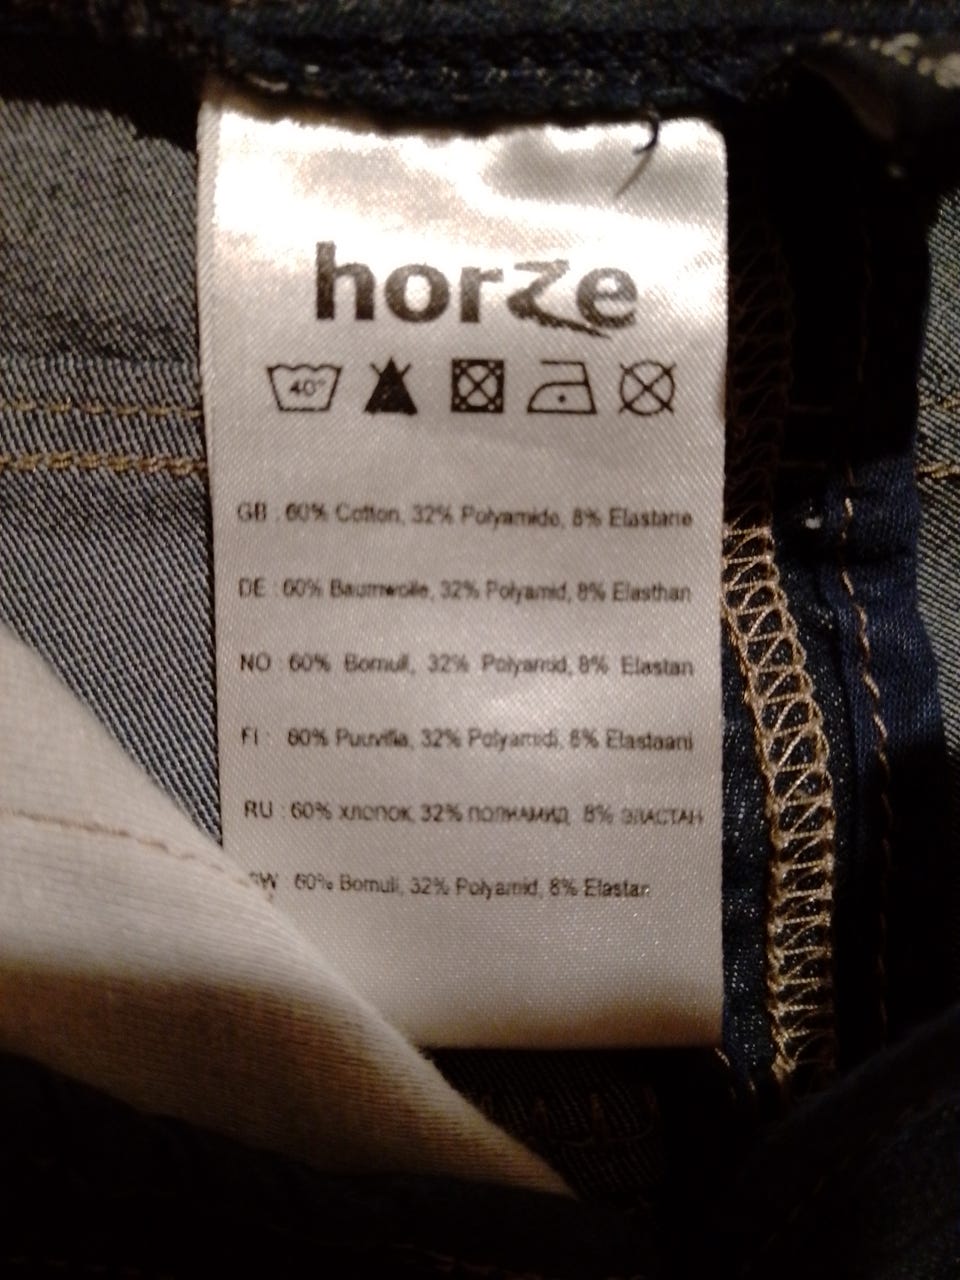 horze
40°
GB : 60% Cotton, 32% Polyamide, 8% Elastane
DE : 60% Baumwolle, 32% Polyamid, 8% Elasthan
NO : 60% Bomull, 32% Polyamid, 8% Elastan
FI : 60% Puuvilla, 32% Polyamidi, 8% Elastaani
RU : 60% хлопок, 32% полиамид, 8% эластан
SW : 60% Bomull, 32% Polyamid, 8% Elastan